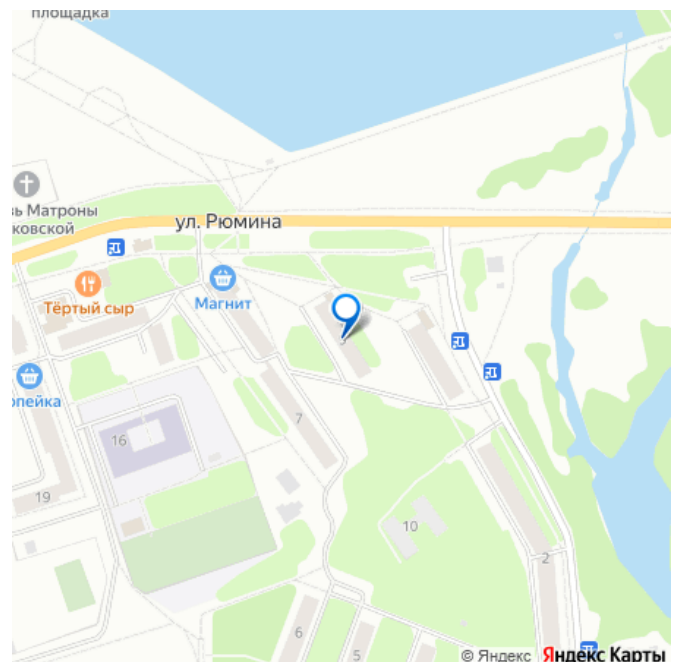 площадка
вь Матроны
ковской
ул. Рюмина
Тёртый сыр
Магнит
опейка
16
7
19
10
2
6
5
© Яндекс Яндекс Карты